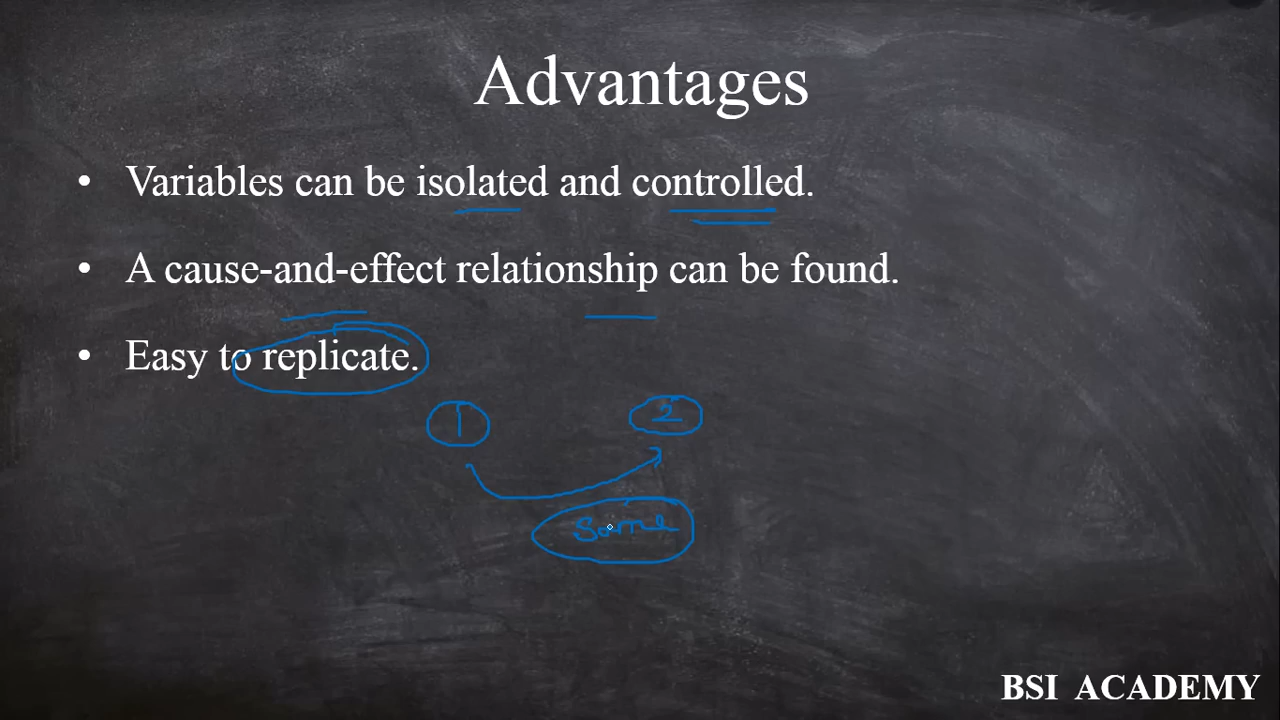 Advantages
• Variables can be isolated and controlled.
• A cause-and-effect relationship can be found.
• Easy to replicate.
1 2
Same
BSI ACADEMY